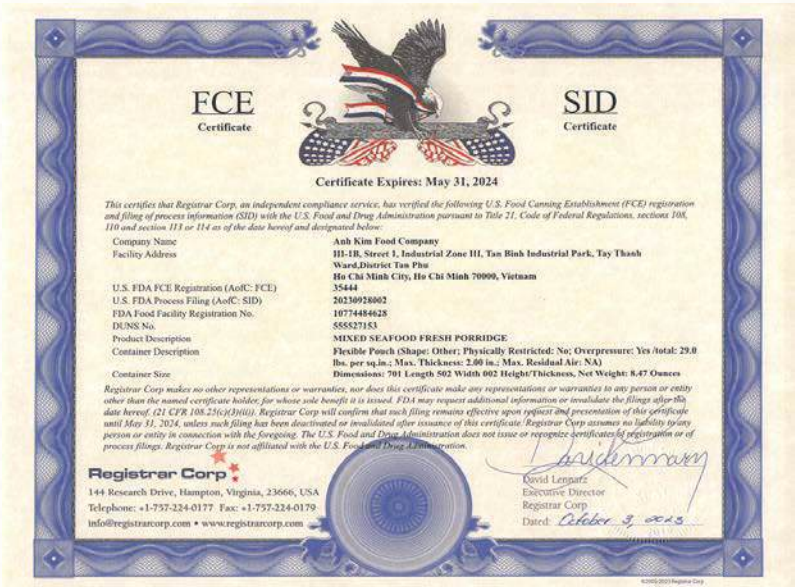 FCE
Certificate
SID
Certificate
Certificate Expires: May 31, 2024
This certifies that Registrar Corp, an independent compliance service, has verified the following U.S. Food Canning Establishment (FCE) registration
and filing of process information (SID) with the U.S. Food and Drug Administration pursuant to Title 21, Code of Federal Regulations, sections 108,
110 and section 113 or 114 as of the date hereof and designated below:
Company Name Anh Kim Food Company
Facility Address III-1B, Street 1, Industrial Zone III, Tan Binh Industrial Park, Tay Thanh
Ward,District Tan Phu
Ho Chi Minh City, Ho Chi Minh 70000, Vietnam
U.S. FDA FCE Registration (AofC: FCE) 35444
U.S. FDA Process Filing (AofC: SID) 20230928002
FDA Food Facility Registration No. 10774484628
DUNS No. 555527153
Product Description MIXED SEAFOOD FRESH PORRIDGE
Container Description Flexible Pouch (Shape: Other; Physically Restricted: No; Overpressure: Yes /total: 29.0
lbs. per sq.in.; Max. Thickness: 2.00 in.; Max. Residual Air: NA)
Container Size Dimensions: 701 Length 502 Width 002 Height/Thickness, Net Weight: 8.47 Ounces
Registrar Corp makes no other representations or warranties, nor does this certificate make any representations or warranties to any person or entity
other than the named certificate holder, for whose sole benefit it is issued. FDA may request additional information or invalidate the filings after the
date hereof. (21 CFR 108.25(c)(3)(ii)). Registrar Corp will confirm that such filing remains effective upon request and presentation of this certificate
until May 31, 2024, unless such filing has been deactivated or invalidated after issuance of this certificate. Registrar Corp assumes no liability to any
person or entity in connection with the foregoing. The U.S. Food and Drug Administration does not issue or recognize certificates of registration or of
process filings. Registrar Corp is not affiliated with the U.S. Food and Drug Administration.
Registrar Corp
144 Research Drive, Hampton, Virginia, 23666, USA
Telephone: +1-757-224-0177 Fax: +1-757-224-0179
info@registrarcorp.com • www.registrarcorp.com
David Lennarz
Executive Director
Registrar Corp
Dated: October 3, 2023
©2003-2023 Registrar Corp